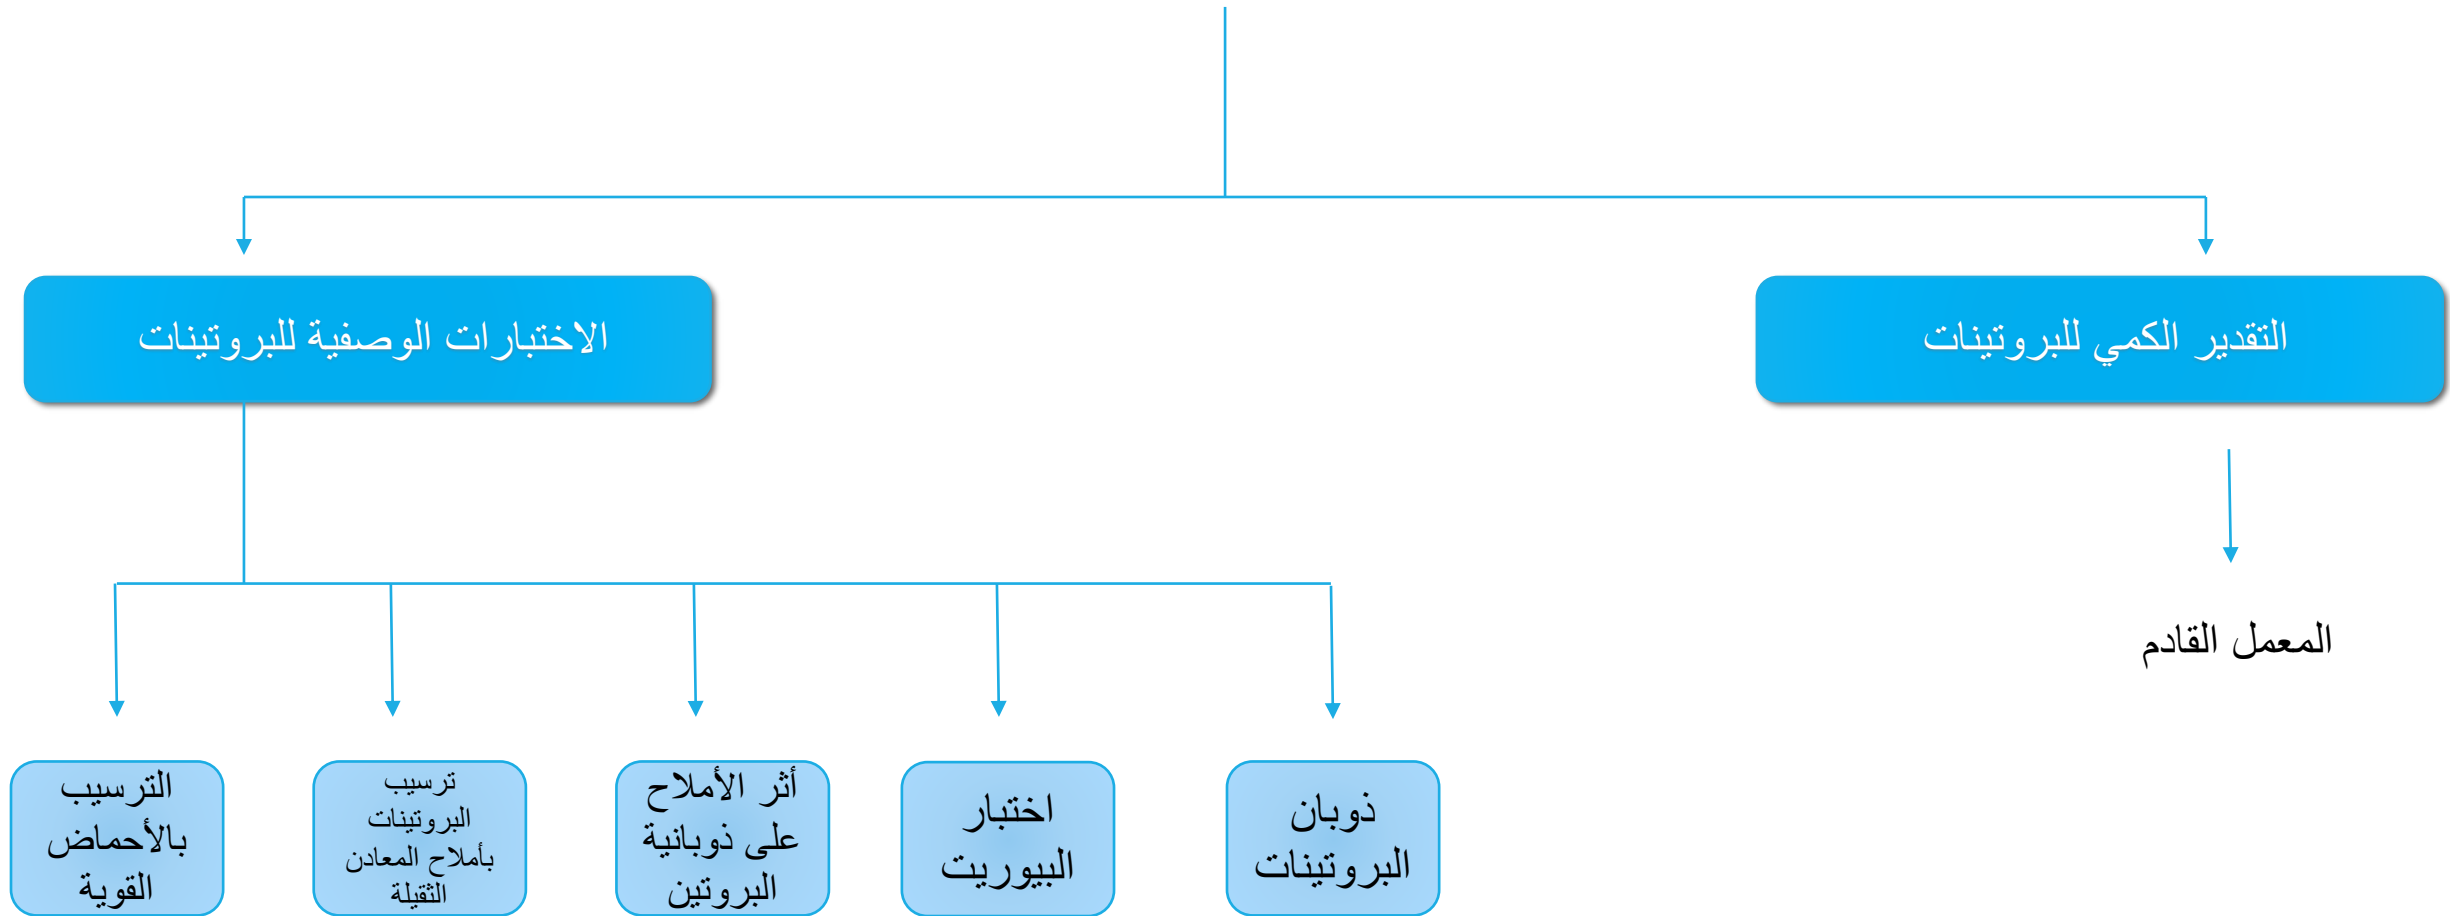 التقدير الكمي للبروتينات
الاختبارات الوصفية للبروتينات
المعمل القادم
ذوبان
البروتينات
اختبار
البيوريت
أثر الأملاح
على ذوبانية
البروتين
ترسيب
البروتينات
بأملاح المعادن
الثقيلة
الترسيب
بالأحماض
القوية